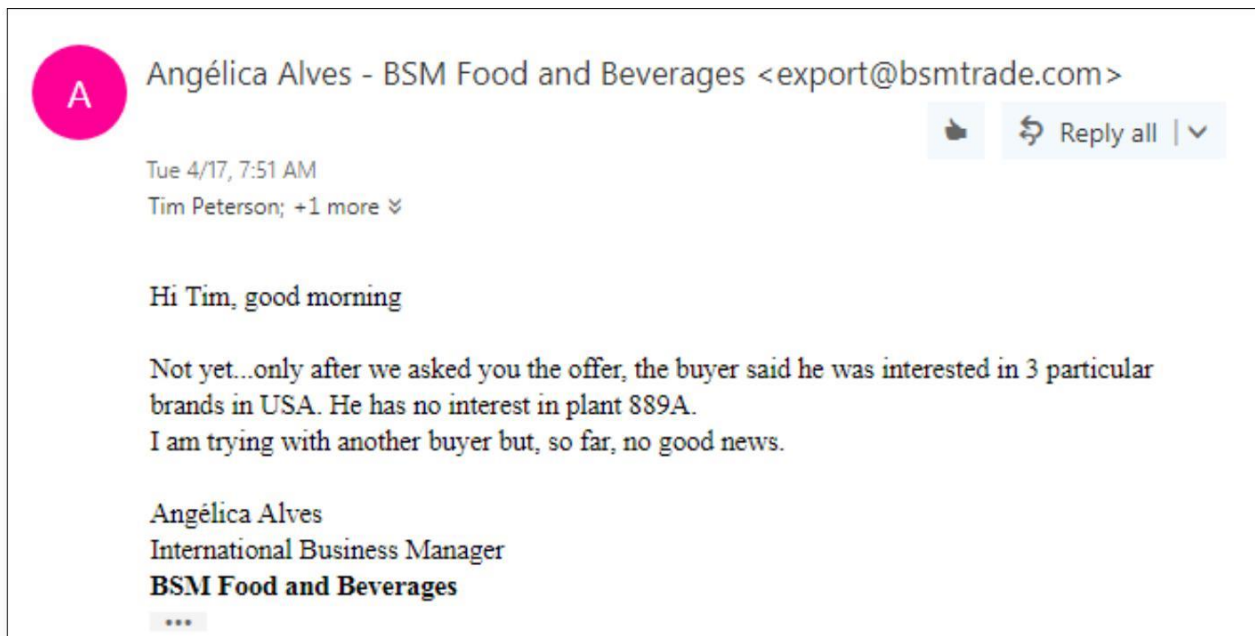 A
Angélica Alves - BSM Food and Beverages <export@bsmtrade.com>
Reply all
Tue 4/17, 7:51 AM
Tim Peterson; +1 more
Hi Tim, good morning
Not yet...only after we asked you the offer, the buyer said he was interested in 3 particular
brands in USA. He has no interest in plant 889A.
I am trying with another buyer but, so far, no good news.
Angélica Alves
International Business Manager
BSM Food and Beverages
...